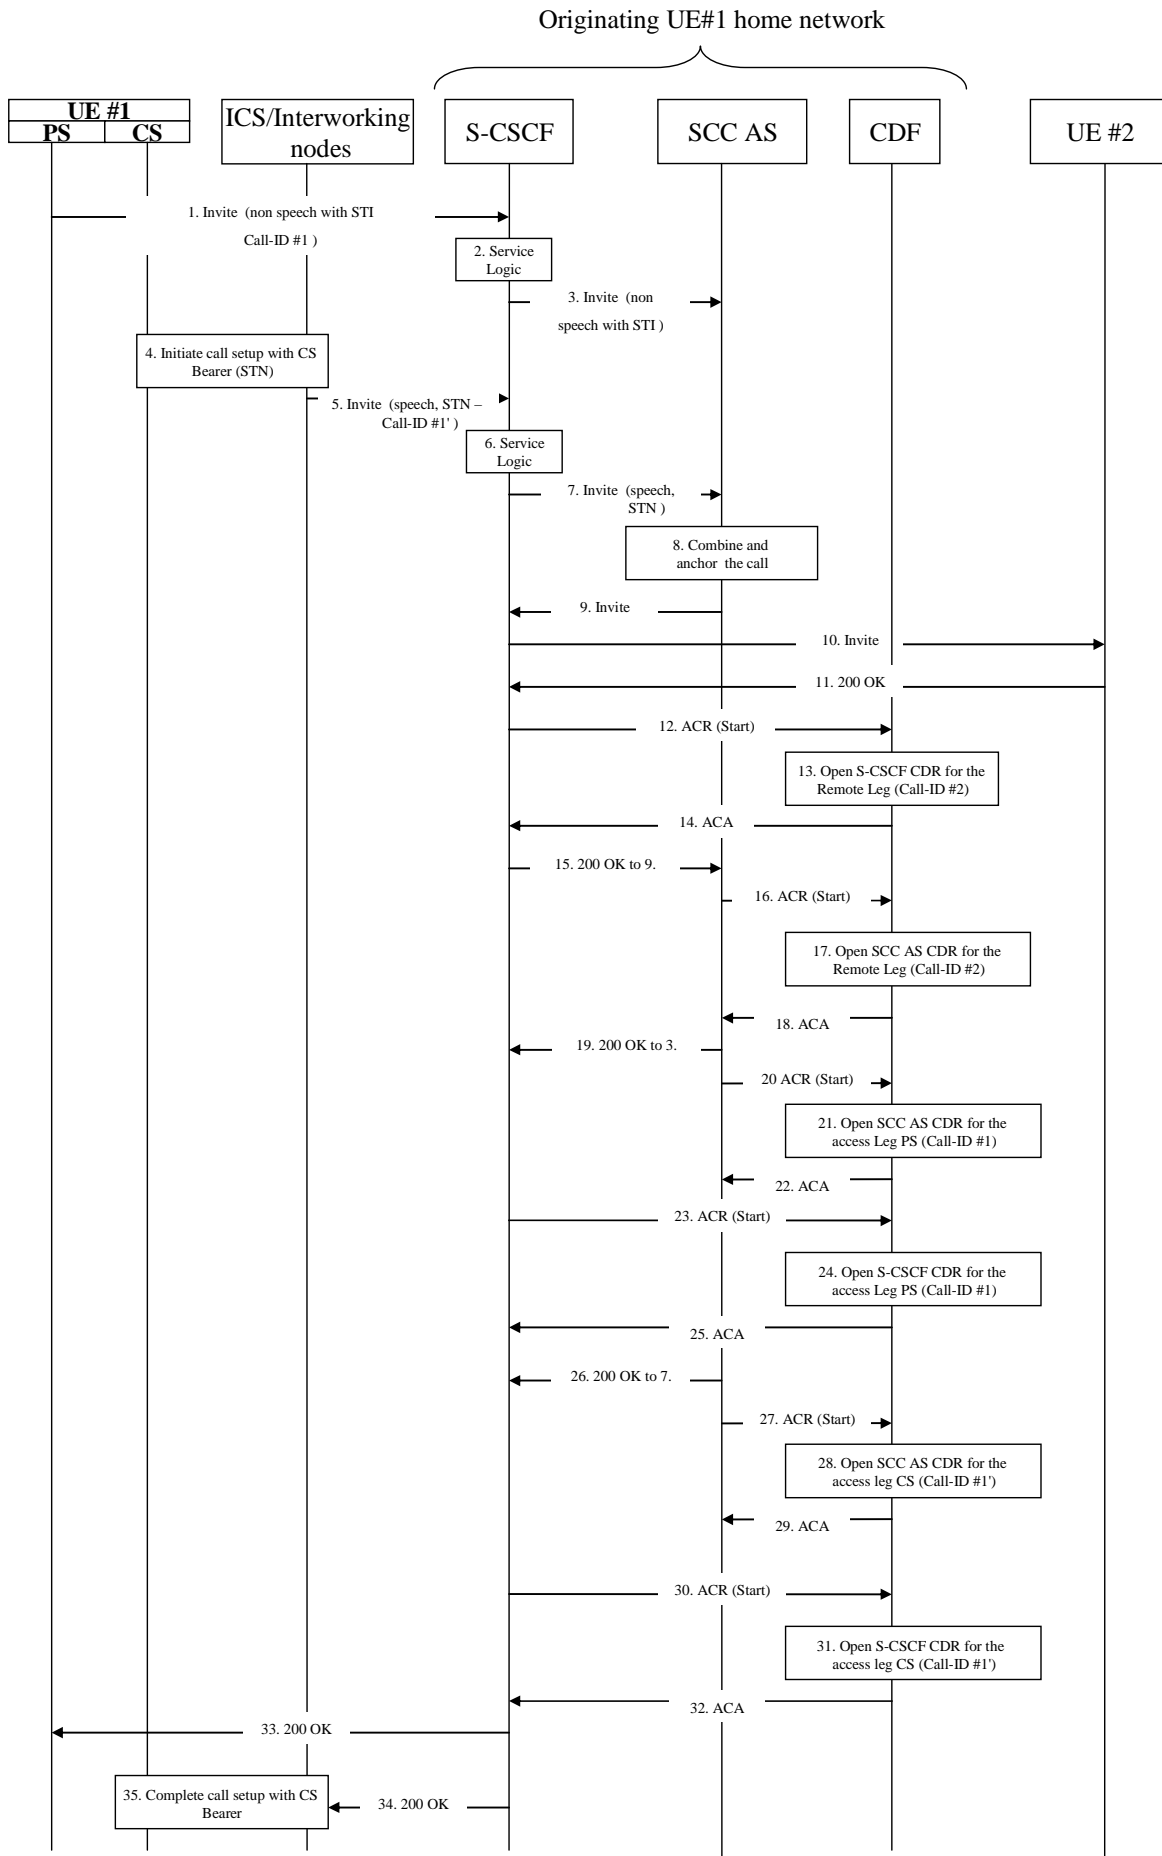 Originating UE#1 home network
UE #1
PS
CS
ICS/Interworking
nodes
S-CSCF
SCC AS
CDF
UE #2
1. Invite (non speech with STI
Call-ID #1 )
2. Service
Logic
3. Invite (non
speech with STI )
4. Initiate call setup with CS
Bearer (STN)
5. Invite (speech, STN –
Call-ID #1' )
6. Service
Logic
7. Invite (speech,
STN )
8. Combine and
anchor the call
9. Invite
10. Invite
11. 200 OK
12. ACR (Start)
13. Open S-CSCF CDR for the
Remote Leg (Call-ID #2)
14. ACA
15. 200 OK to 9.
16. ACR (Start)
17. Open SCC AS CDR for the
Remote Leg (Call-ID #2)
18. ACA
19. 200 OK to 3.
20 ACR (Start)
21. Open SCC AS CDR for the
access Leg PS (Call-ID #1)
22. ACA
23. ACR (Start)
24. Open S-CSCF CDR for the
access Leg PS (Call-ID #1)
25. ACA
26. 200 OK to 7.
27. ACR (Start)
28. Open SCC AS CDR for the
access leg CS (Call-ID #1')
29. ACA
30. ACR (Start)
31. Open S-CSCF CDR for the
access leg CS (Call-ID #1')
32. ACA
33. 200 OK
35. Complete call setup with CS
Bearer
34. 200 OK